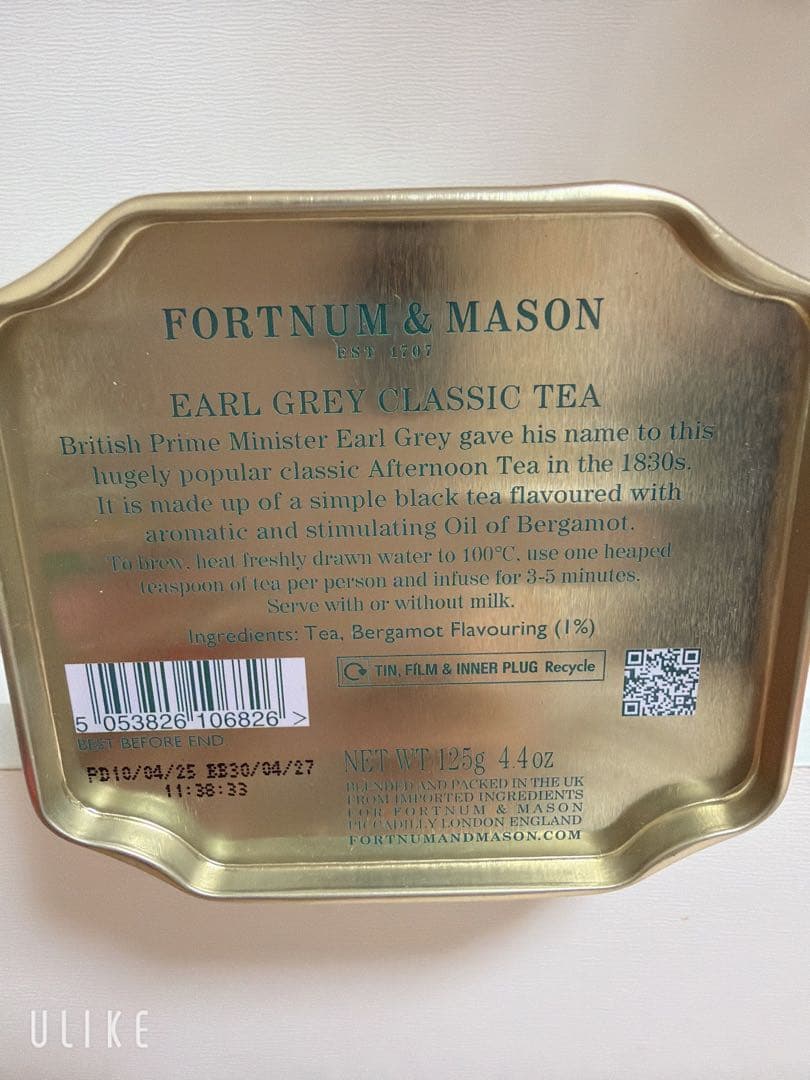 FORTNUM & MASON
EST 1707
EARL GREY CLASSIC TEA
British Prime Minister Earl Grey gave his name to this
hugely popular classic Afternoon Tea in the 1830s.
It is made up of a simple black tea flavoured with
aromatic and stimulating Oil of Bergamot.
To brew, heat freshly drawn water to 100°C, use one heaped
teaspoon of tea per person and infuse for 3-5 minutes.
Serve with or without milk.
Ingredients: Tea, Bergamot Flavouring (1%)
TIN, FILM & INNER PLUG Recycle
5 053826 106826 >
BEST BEFORE END
PD10/04/25 BB30/04/27
11:38:33
NET WT 125g 4.4oz
BLENDED AND PACKED IN THE UK
FROM IMPORTED INGREDIENTS
FOR FORTNUM & MASON
PICCADILLY LONDON ENGLAND
FORTNUMANDMASON.COM
ULIKE